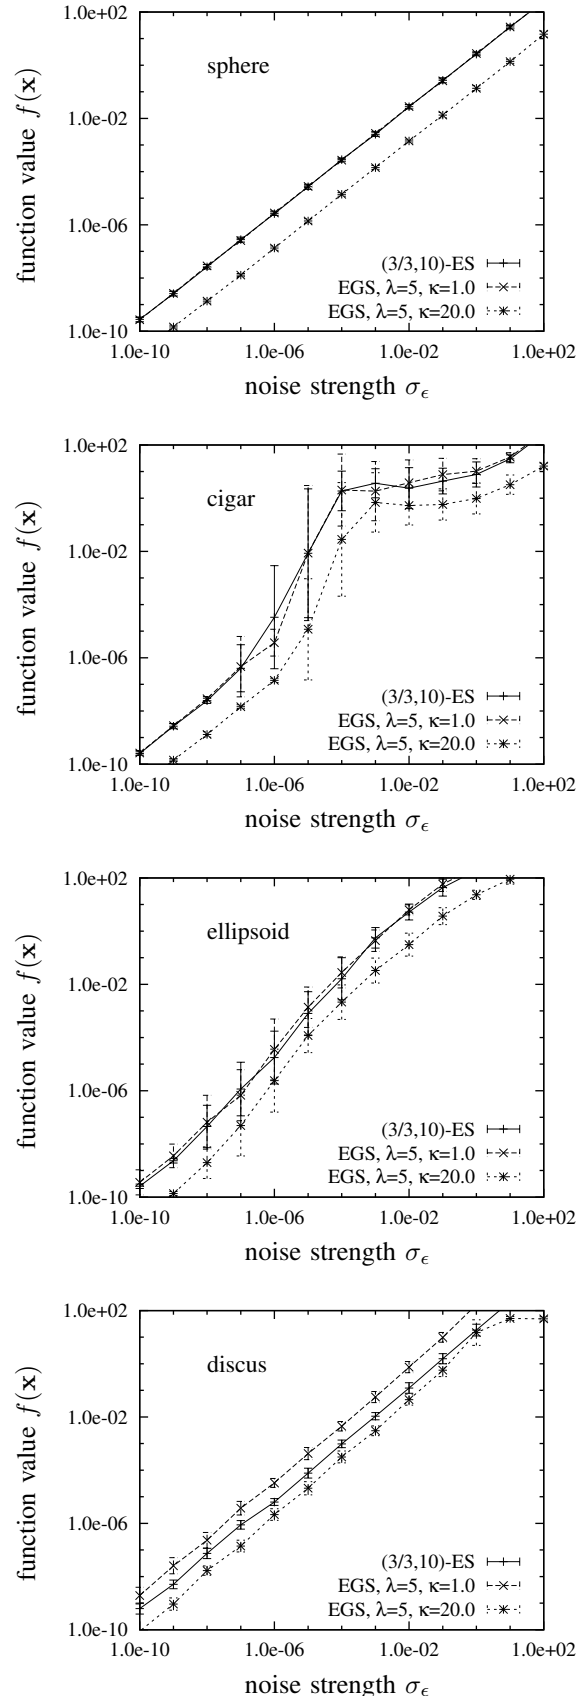 1.0e+02
1.0e-02
1.0e-06
1.0e-10
function value f(x)
sphere
(3/3,10)-ES
EGS, λ=5, κ=1.0
EGS, λ=5, κ=20.0
1.0e-10 1.0e-06 1.0e-02 1.0e+02
noise strength σϵ
1.0e+02
1.0e-02
1.0e-06
1.0e-10
function value f(x)
cigar
(3/3,10)-ES
EGS, λ=5, κ=1.0
EGS, λ=5, κ=20.0
1.0e-10 1.0e-06 1.0e-02 1.0e+02
noise strength σϵ
1.0e+02
1.0e-02
1.0e-06
1.0e-10
function value f(x)
ellipsoid
(3/3,10)-ES
EGS, λ=5, κ=1.0
EGS, λ=5, κ=20.0
1.0e-10 1.0e-06 1.0e-02 1.0e+02
noise strength σϵ
1.0e+02
1.0e-02
1.0e-06
1.0e-10
function value f(x)
discus
(3/3,10)-ES
EGS, λ=5, κ=1.0
EGS, λ=5, κ=20.0
1.0e-10 1.0e-06 1.0e-02 1.0e+02
noise strength σϵ